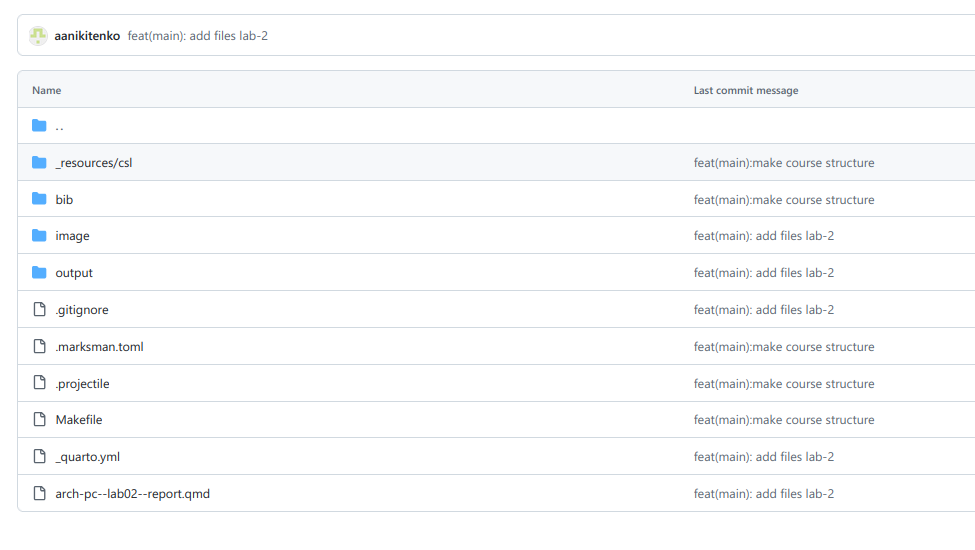 aanikitenko feat(main): add files lab-2
Name Last commit message
..
_resources/csl feat(main):make course structure
bib feat(main):make course structure
image feat(main): add files lab-2
output feat(main): add files lab-2
.gitignore feat(main): add files lab-2
.marksman.toml feat(main):make course structure
.projectile feat(main):make course structure
Makefile feat(main):make course structure
_quarto.yml feat(main): add files lab-2
arch-pc--lab02--report.qmd feat(main): add files lab-2